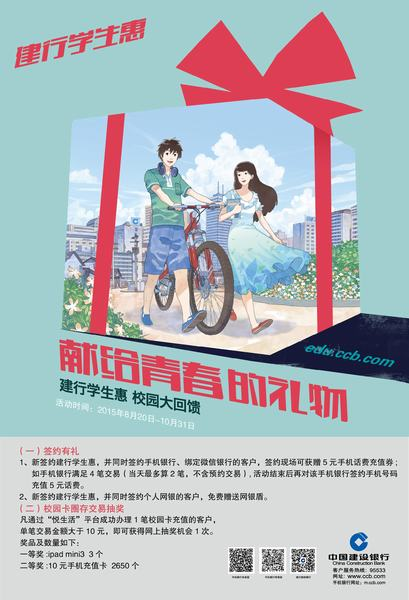 建行学生惠
edu.ccb.com
献给青春的礼物
建行学生惠 校园大回馈
活动时间：2015年8月20日~10月31日
（一）签约有礼
1、新签约建行学生惠，并同时签约手机银行、绑定微信银行的客户，签约现场可获赠5元手机话费充值券；
如手机银行满足4笔交易（当天最多算2笔，不含预约交易），活动结束后再对该手机银行签约手机号码
充值5元话费。
2、新签约建行学生惠，并同时签约个人网银的客户，免费赠送网银盾。
（二）校园卡圈存交易抽奖
凡通过“悦生活”平台成功办理1笔校园卡充值的客户，
单笔交易金额大于10元，即可获得网上抽奖机会1次。
奖品及数量如下：
一等奖:ipad mini3 3个
二等奖:10元手机充值卡 2650个
中国建设银行
China Construction Bank
客户服务热线：95533
网址：www.ccb.com
手机银行网址：m.ccb.com